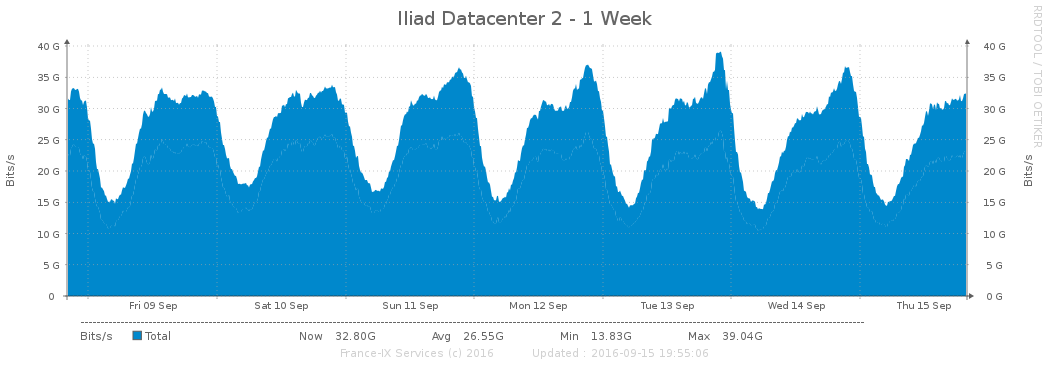 Iliad Datacenter 2 - 1 Week
RRDTOOL / TOBI OETIKER
Bits/s
Bits/s
40 G 40 G
35 G 35 G
30 G 30 G
25 G 25 G
20 G 20 G
15 G 15 G
10 G 10 G
5 G 5 G
0 0 G
Fri 09 Sep Sat 10 Sep Sun 11 Sep Mon 12 Sep Tue 13 Sep Wed 14 Sep Thu 15 Sep
Bits/s Total Now 32.80G Avg 26.55G Min 13.83G Max 39.04G
France-IX Services (c) 2016 Updated : 2016-09-15 19:55:06